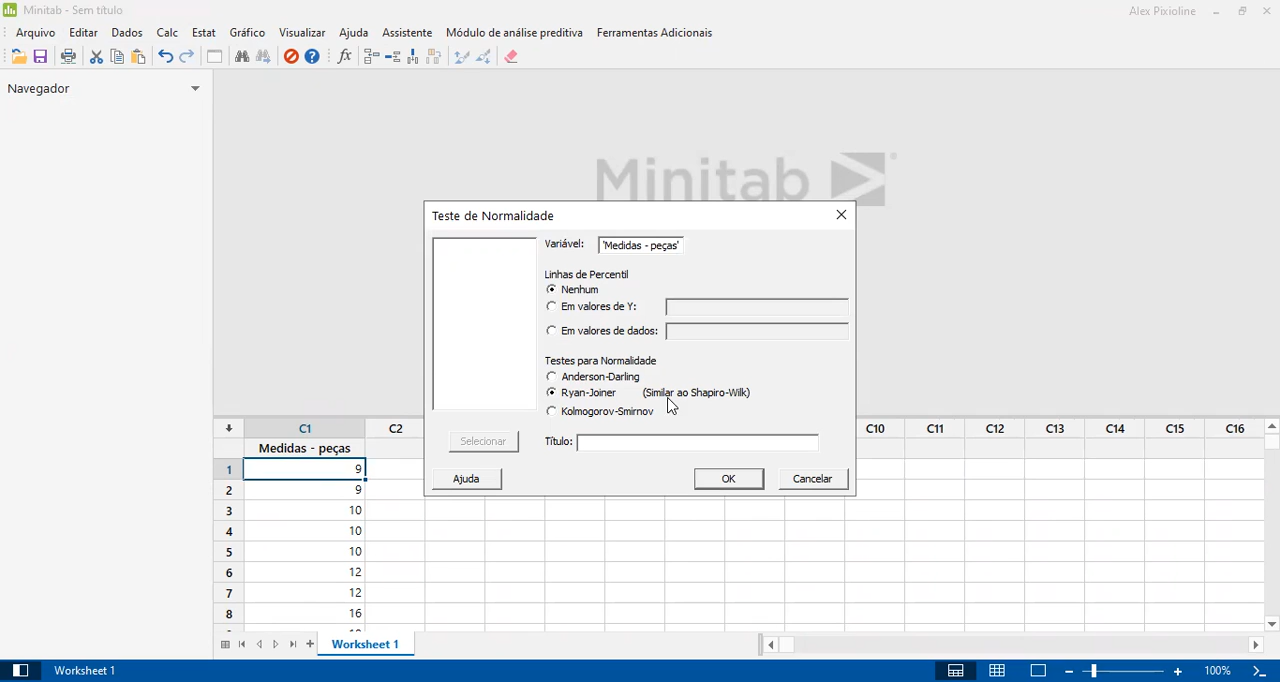 Minitab - Sem título
Alex Pixioline
Arquivo Editar Dados Calc Estat Gráfico Visualizar Ajuda Assistente Módulo de análise preditiva Ferramentas Adicionais
Navegador
Minitab
Teste de Normalidade
Variável: 'Medidas - peças'
Linhas de Percentil
Nenhum
Em valores de Y:
Em valores de dados:
Testes para Normalidade
Anderson-Darling
Ryan-Joiner (Similar ao Shapiro-Wilk)
Kolmogorov-Smirnov
Selecionar
Título:
Ajuda OK Cancelar
C1 C2 C10 C11 C12 C13 C14 C15 C16
Medidas - peças
1 9
2 9
3 10
4 10
5 10
6 12
7 12
8 16
Worksheet 1
Worksheet 1
100%